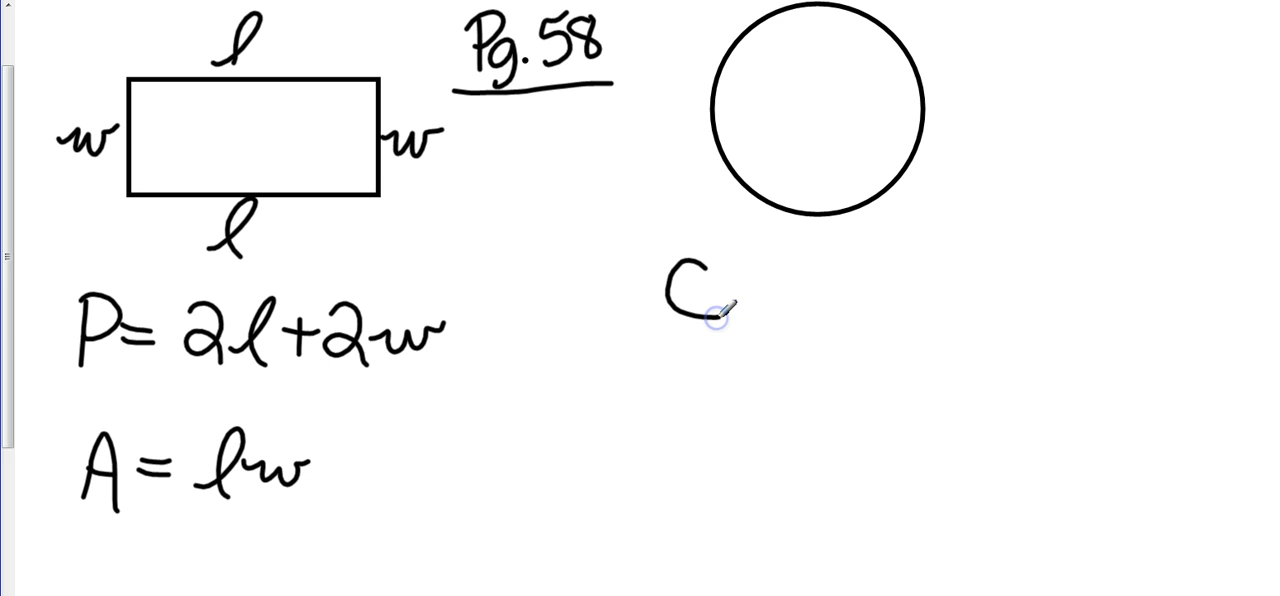 l
Pg. 58
w w
l
P = 2l + 2w
C
A = lw